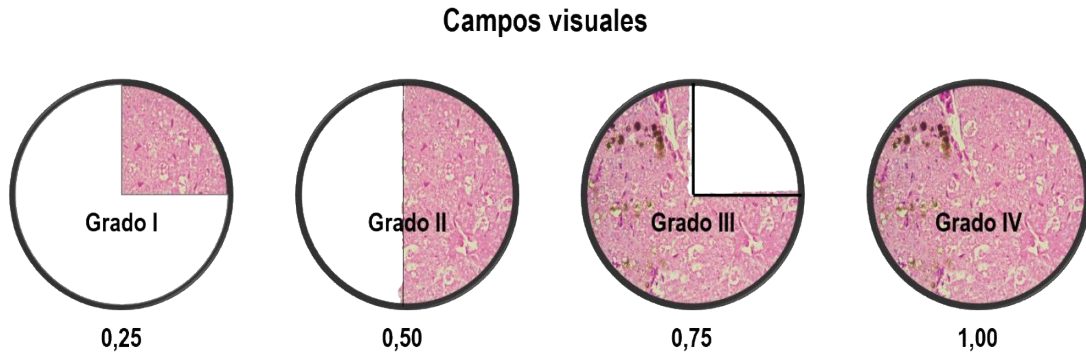 Campos visuales
Grado I
Grado II
Grado III
Grado IV
0,25
0,50
0,75
1,00